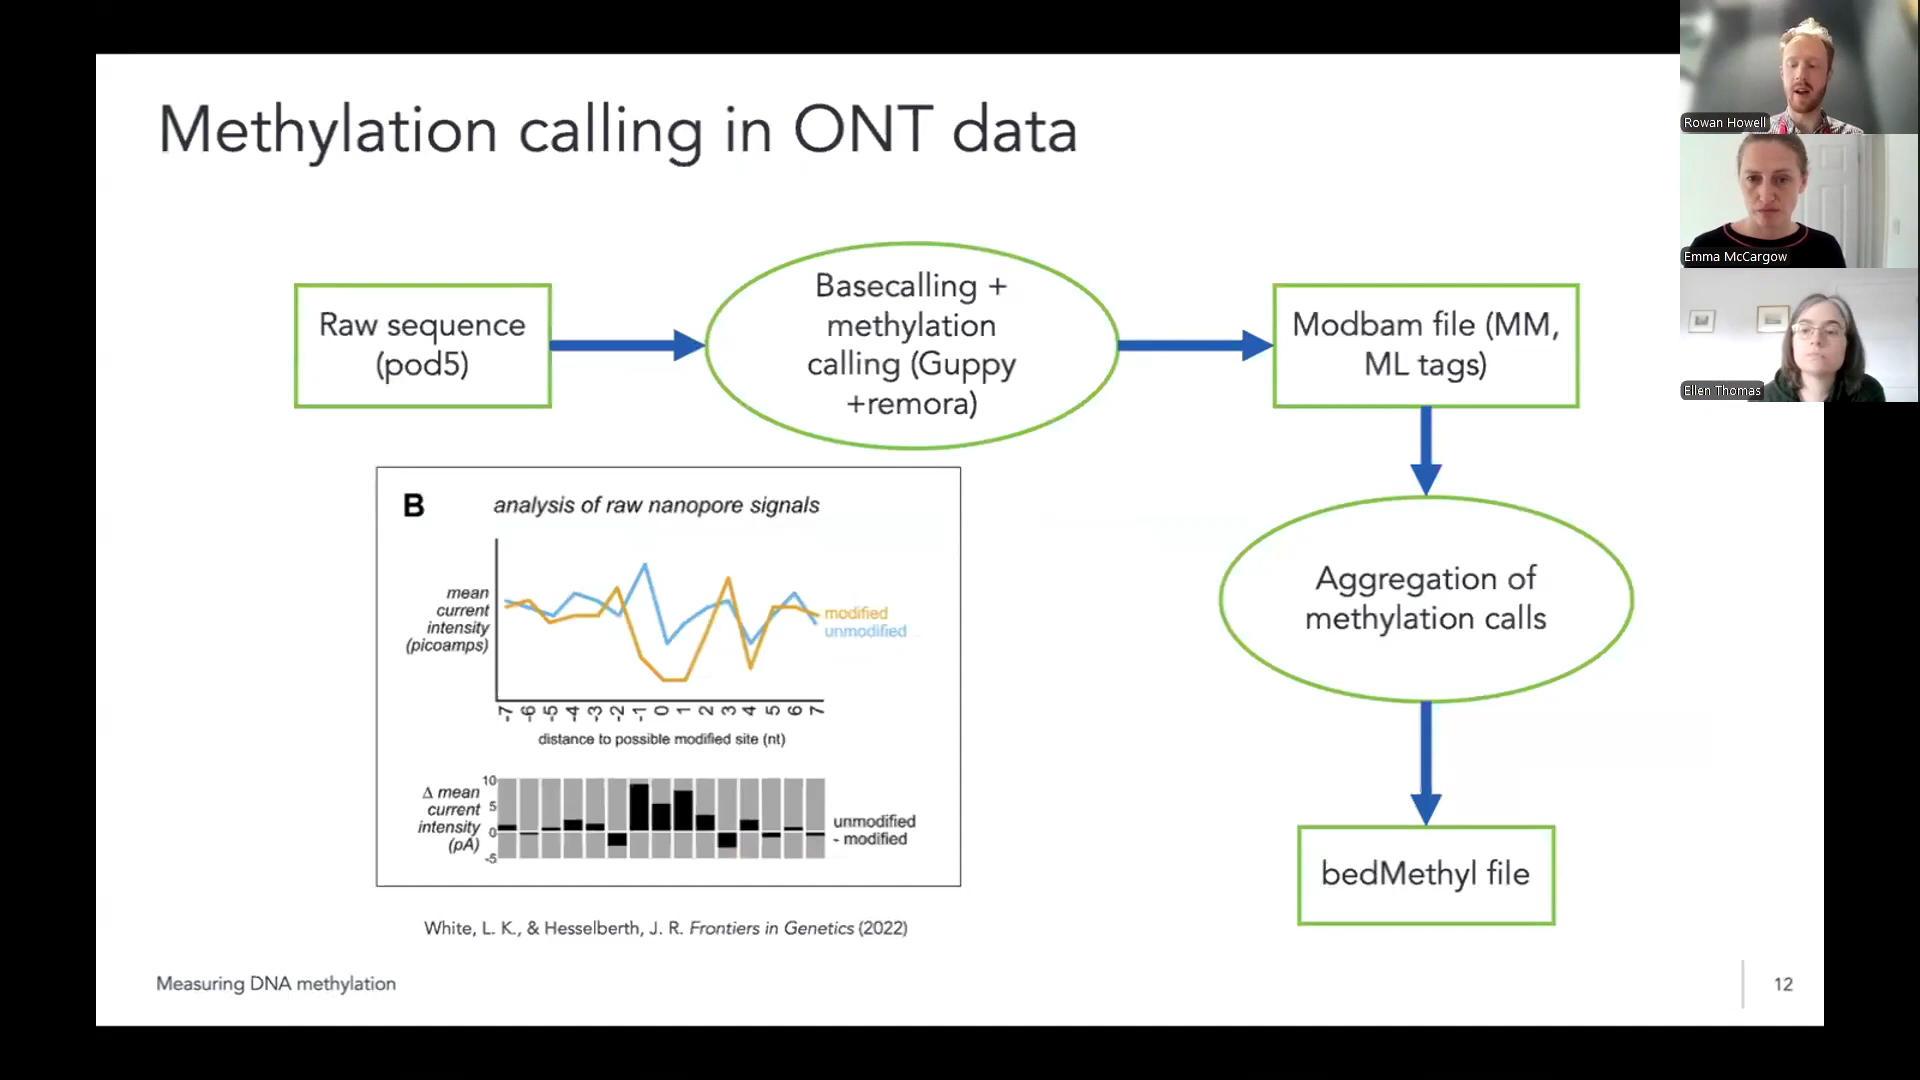 Methylation calling in ONT data
Raw sequence
(pod5)
Basecalling +
methylation
calling (Guppy
+remora)
Modbam file (MM,
ML tags)
Aggregation of
methylation calls
bedMethyl file
B
analysis of raw nanopore signals
mean
current
intensity
(picoamps)
modified
unmodified
-7 -6 -5 -4 -3 -2 -1 0 1 2 3 4 5 6 7
distance to possible modified site (nt)
Δ mean
current
intensity
(pA)
10
5
0
-5
unmodified
- modified
White, L. K., & Hesselberth, J. R. Frontiers in Genetics (2022)
Measuring DNA methylation
12
Rowan Howell
Emma McCargow
Ellen Thomas